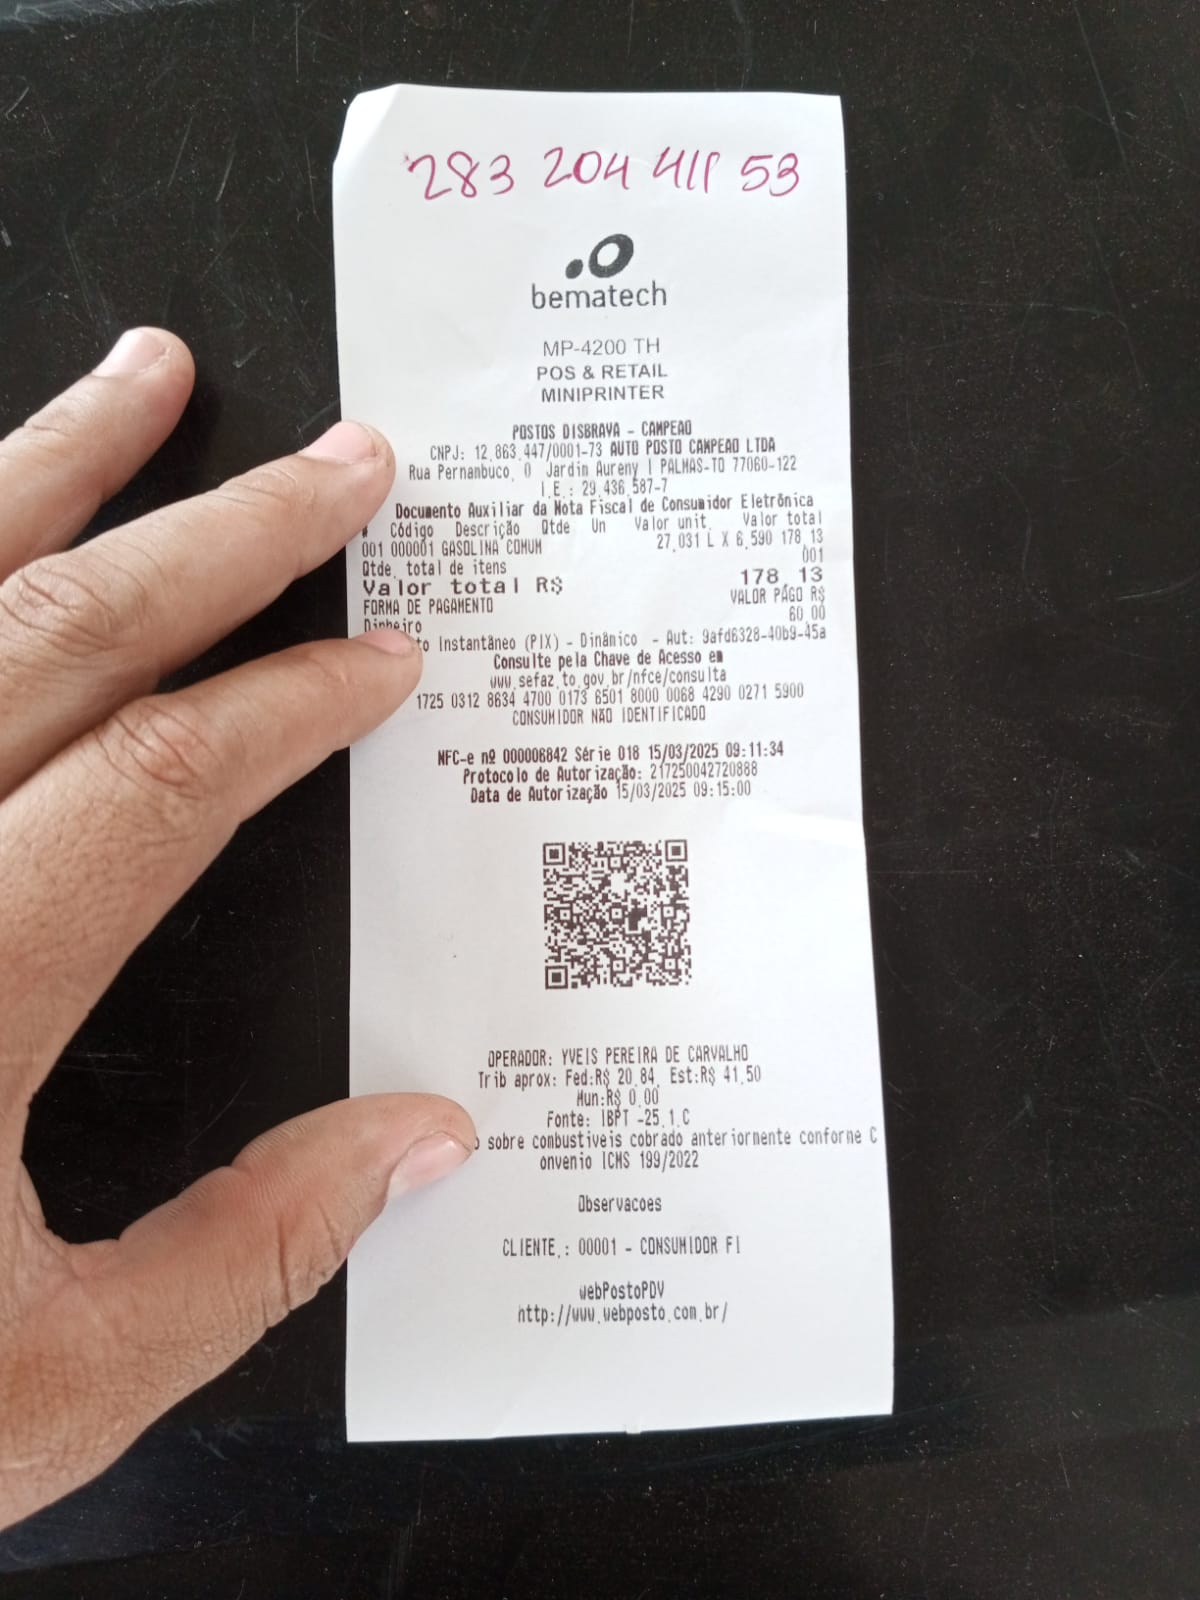 283 204 411 53
bematech
MP-4200 TH
POS & RETAIL
MINIPRINTER
POSTOS DISBRAVA - CAMPEAO
CNPJ: 12.863.447/0001-73 AUTO POSTO CAMPEAO LTDA
Rua Pernambuco, 0 Jardin Aureny I PALMAS-TO 77060-122
I.E.: 29.436.587-7
Documento Auxiliar da Nota Fiscal de Consumidor Eletrônica
# Código Descrição Qtde Un Valor unit. Valor total
001 000001 GASOLINA COMUM 27,031 L X 6,590 178,13
Qtde. total de itens 001
Valor total R$ 178,13
FORMA DE PAGAMENTO VALOR PAGO R$
Dinheiro 60,00
to Instantâneo (PIX) - Dinâmico - Aut: 9afd6328-40b9-45a
Consulte pela Chave de Acesso em
www.sefaz.to.gov.br/nfce/consulta
1725 0312 8634 4700 0173 6501 8000 0068 4290 0271 5900
CONSUMIDOR NÃO IDENTIFICADO
NFC-e nº 000006842 Série 018 15/03/2025 09:11:34
Protocolo de Autorização: 217250042720888
Data de Autorização 15/03/2025 09:15:00
OPERADOR: YVEIS PEREIRA DE CARVALHO
Trib aprox: Fed:R$ 20,84, Est:R$ 41,50
Mun:R$ 0,00
Fonte: IBPT -25.1.C
o sobre combustiveis cobrado anteriormente conforme C
onvenio ICMS 199/2022
Observacoes
CLIENTE.: 00001 - CONSUMIDOR FI
webPostoPDV
http://www.webposto.com.br/